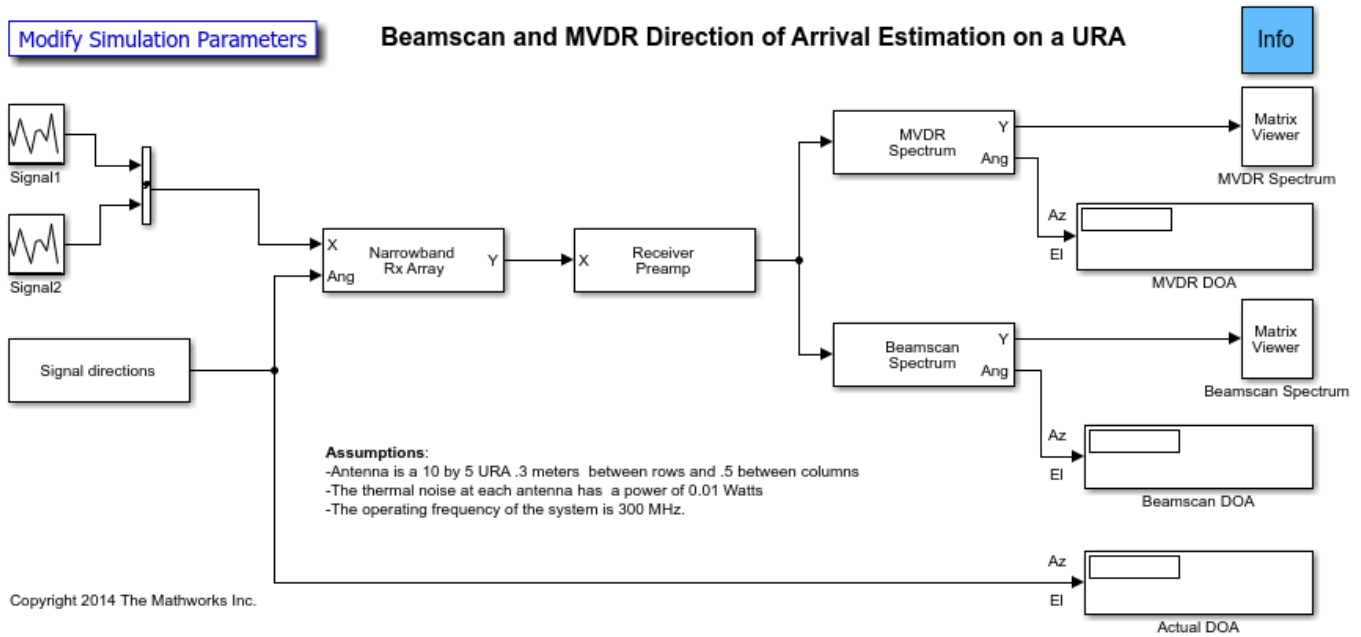 Modify Simulation Parameters
Beamscan and MVDR Direction of Arrival Estimation on a URA
Info
Signal1
Signal2
Signal directions
X
Ang
Narrowband
Rx Array
Y
X
Receiver
Preamp
MVDR
Spectrum
Y
Ang
Matrix
Viewer
MVDR Spectrum
Az
El
MVDR DOA
Beamscan
Spectrum
Y
Ang
Matrix
Viewer
Beamscan Spectrum
Az
El
Beamscan DOA
Assumptions:
-Antenna is a 10 by 5 URA .3 meters  between rows and .5 between columns
-The thermal noise at each antenna has  a power of 0.01 Watts
-The operating frequency of the system is 300 MHz.
Az
El
Actual DOA
Copyright 2014 The Mathworks Inc.